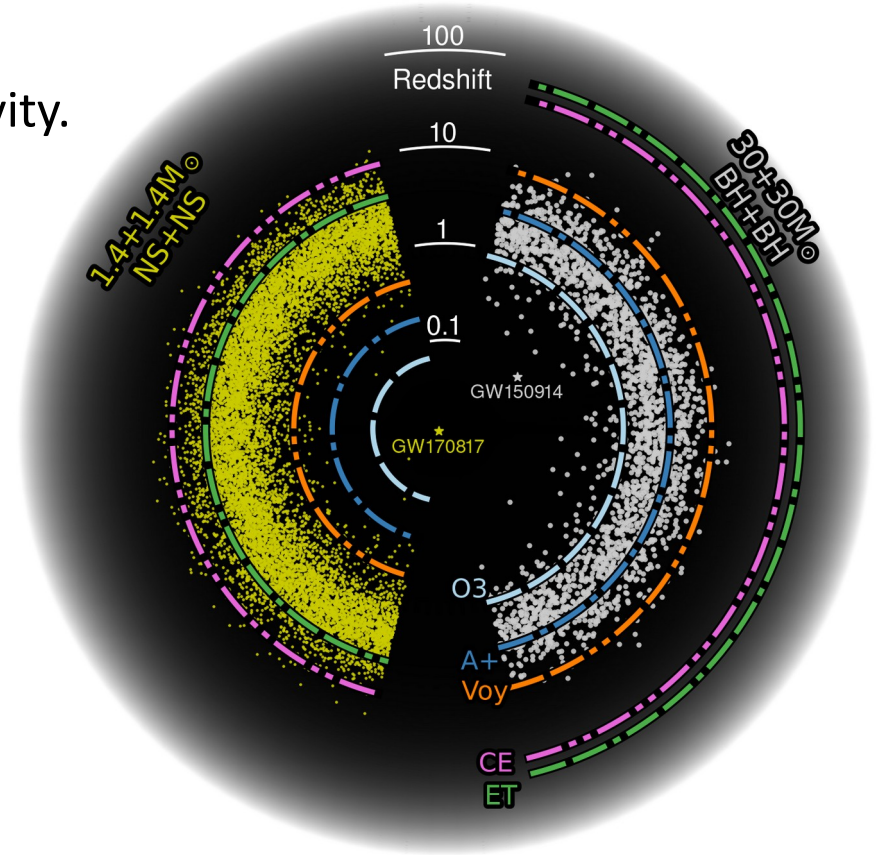 vity.
100
Redshift
10
1
0.1
1.4+1.4M☉
NS+NS
30+30M☉
BH+BH
GW150914
GW170817
O3
A+
Voy
CE
ET